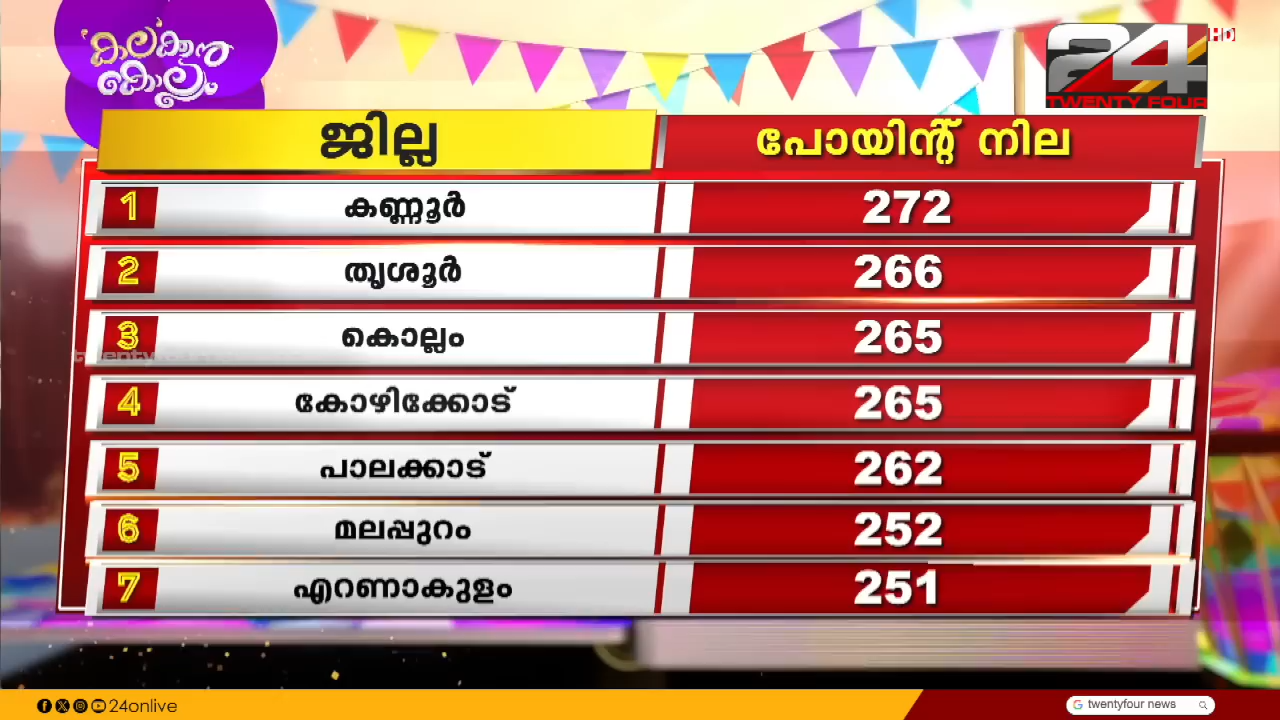 'കല'കാണാ
കൊല്ലം
24 HD
TWENTY FOUR
ജില്ല പോയിന്റ് നില
1 കണ്ണൂർ 272
2 തൃശൂർ 266
3 കൊല്ലം 265
4 കോഴിക്കോട് 265
5 പാലക്കാട് 262
6 മലപ്പുറം 252
7 എറണാകുളം 251
24onlive
twentyfour news